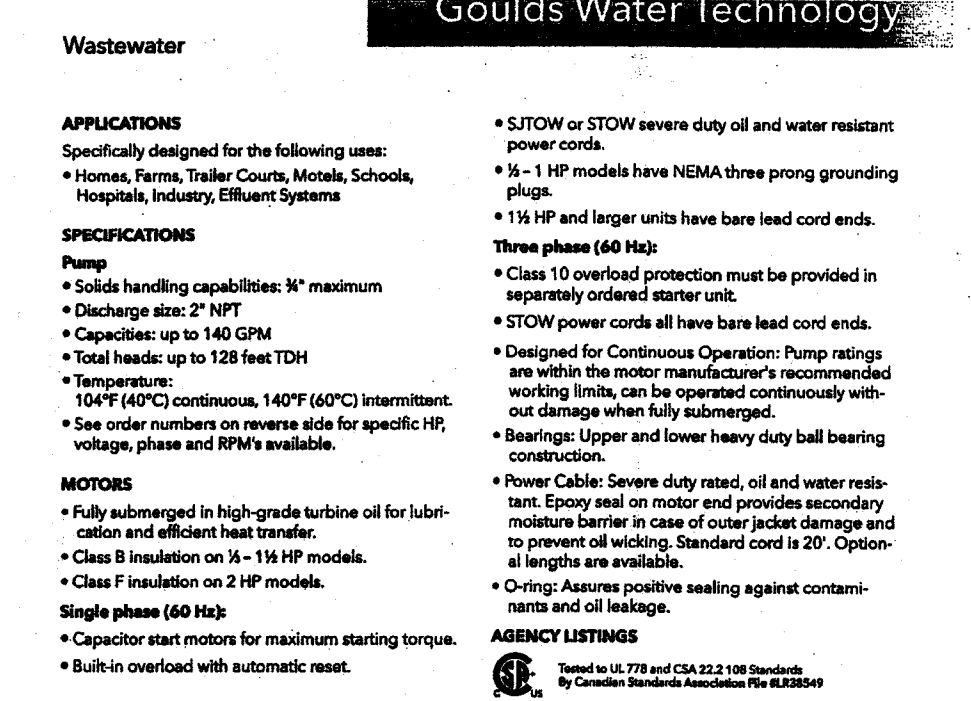 Goulds Water Technology
Wastewater
APPLICATIONS
Specifically designed for the following uses:
• Homes, Farms, Trailer Courts, Motels, Schools,
Hospitals, Industry, Effluent Systems
SPECIFICATIONS
Pump
• Solids handling capabilities: ¾" maximum
• Discharge size: 2" NPT
• Capacities: up to 140 GPM
• Total heads: up to 128 feet TDH
• Temperature:
104°F (40°C) continuous, 140°F (60°C) intermittent.
• See order numbers on reverse side for specific HP,
voltage, phase and RPM's available.
MOTORS
• Fully submerged in high-grade turbine oil for lubri-
cation and efficient heat transfer.
• Class B insulation on ⅓ – 1½ HP models.
• Class F insulation on 2 HP models.
Single phase (60 Hz):
• Capacitor start motors for maximum starting torque.
• Built-in overload with automatic reset.
• SJTOW or STOW severe duty oil and water resistant
power cords.
• ⅓ – 1 HP models have NEMA three prong grounding
plugs.
• 1½ HP and larger units have bare lead cord ends.
Three phase (60 Hz):
• Class 10 overload protection must be provided in
separately ordered starter unit.
• STOW power cords all have bare lead cord ends.
• Designed for Continuous Operation: Pump ratings
are within the motor manufacturer's recommended
working limits, can be operated continuously with-
out damage when fully submerged.
• Bearings: Upper and lower heavy duty ball bearing
construction.
• Power Cable: Severe duty rated, oil and water resis-
tant. Epoxy seal on motor end provides secondary
moisture barrier in case of outer jacket damage and
to prevent oil wicking. Standard cord is 20'. Option-
al lengths are available.
• O-ring: Assures positive sealing against contami-
nants and oil leakage.
AGENCY LISTINGS
CSA C US
Tested to UL 778 and CSA 22.2 108 Standards
By Canadian Standards Association File #LR38549